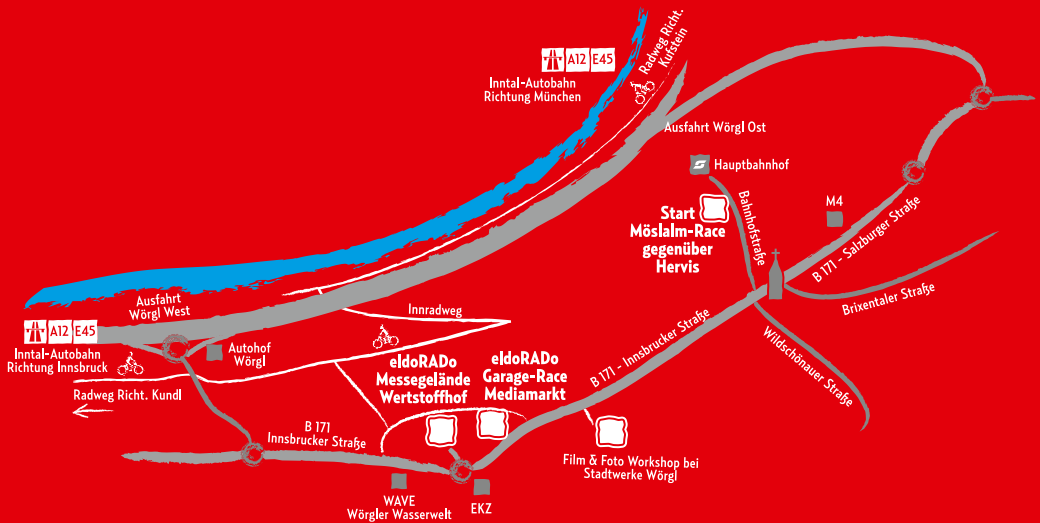 A12 E45
Inntal-Autobahn
Richtung München
Radweg Richt.
Kufstein
Ausfahrt Wörgl Ost
Hauptbahnhof
Bahnhofstraße
Start
Möslalm-Race
gegenüber
Hervis
M4
B 171 - Salzburger Straße
Brixentaler Straße
Wildschönauer Straße
B 171 - Innsbrucker Straße
Ausfahrt
Wörgl West
A12 E45
Inntal-Autobahn
Richtung Innsbruck
Autohof
Wörgl
Innradweg
Radweg Richt. Kundl
eldoRADo
Messegelände
Wertstoffhof
eldoRADo
Garage-Race
Mediamarkt
B 171
Innsbrucker Straße
Film & Foto Workshop bei
Stadtwerke Wörgl
WAVE
Wörgler Wasserwelt
EKZ